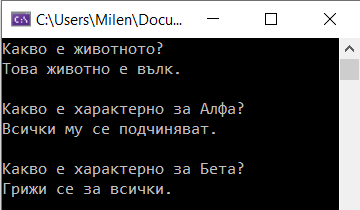 C:\Users\Milen\Docu...
Какво е животното?
Това животно е вълк.
Какво е характерно за Алфа?
Всички му се подчиняват.
Какво е характерно за Бета?
Грижи се за всички.